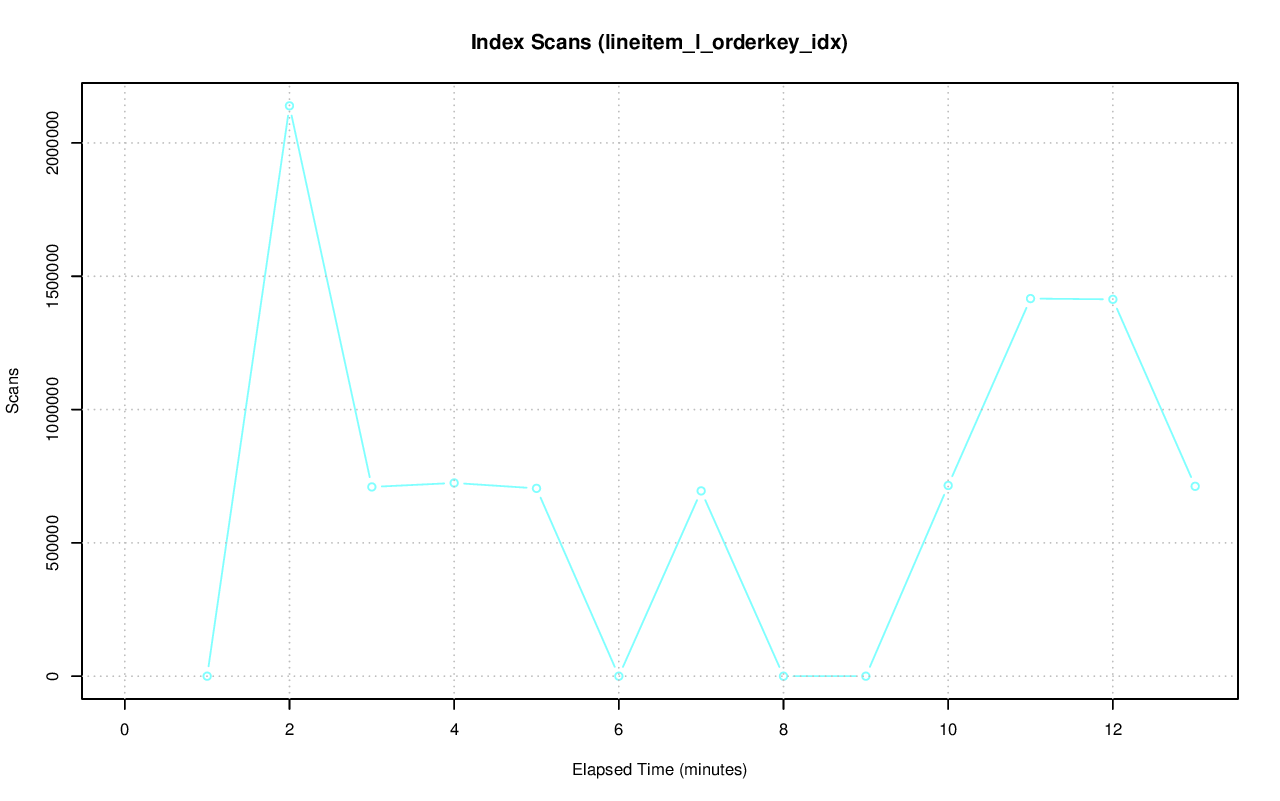 Index Scans (lineitem_l_orderkey_idx)
Scans
2000000
1500000
1000000
500000
0
0 2 4 6 8 10 12
Elapsed Time (minutes)